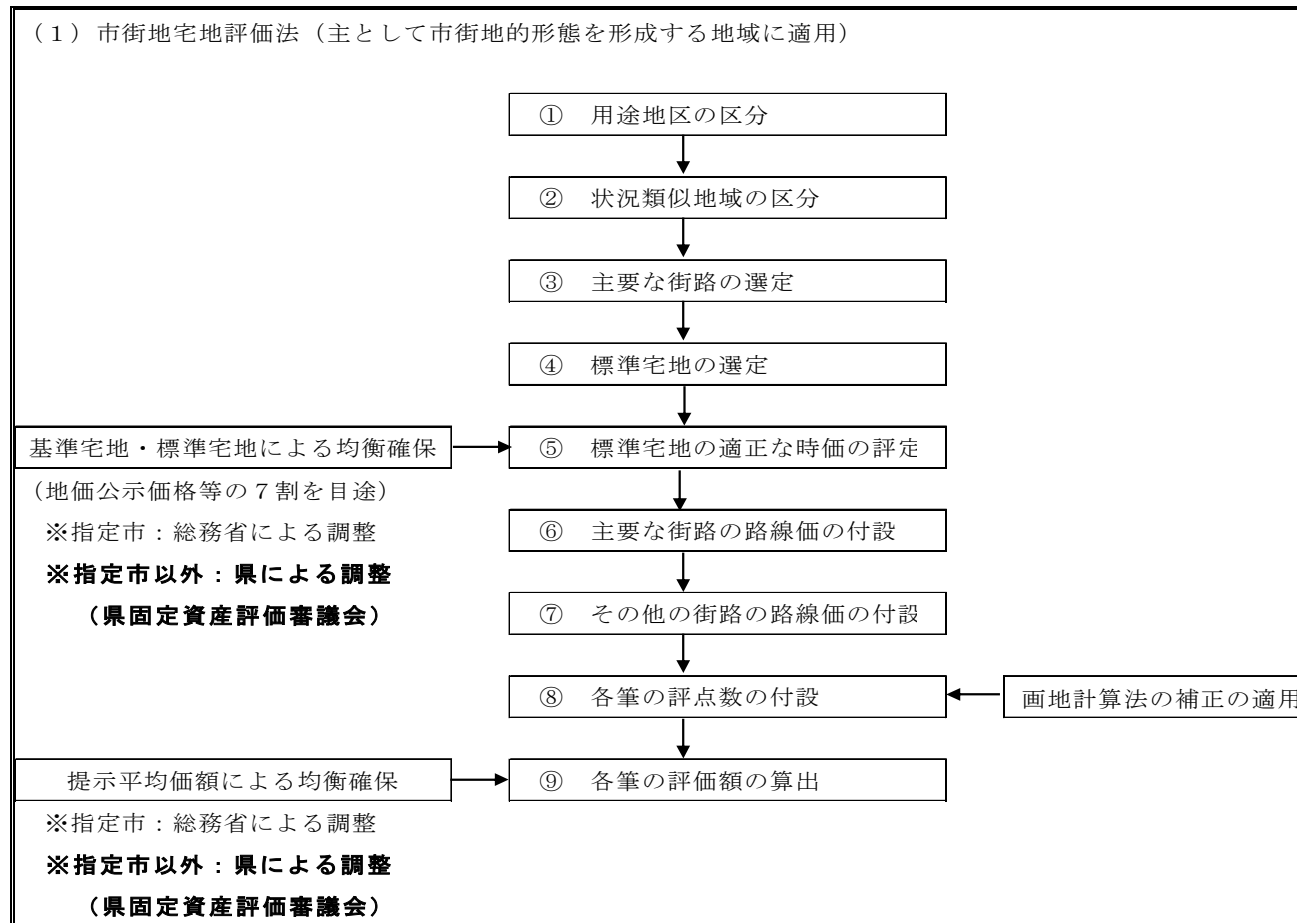 (1)市街地宅地評価法(主として市街地的形態を形成する地域に適用)
① 用途地区の区分
② 状況類似地域の区分
③ 主要な街路の選定
④ 標準宅地の選定
基準宅地・標準宅地による均衡確保
⑤ 標準宅地の適正な時価の評定
(地価公示価格等の7割を目途)
※指定市:総務省による調整
⑥ 主要な街路の路線価の付設
※指定市以外:県による調整
(県固定資産評価審議会)
⑦ その他の街路の路線価の付設
⑧ 各筆の評点数の付設
画地計算法の補正の適用
提示平均価額による均衡確保
⑨ 各筆の評価額の算出
※指定市:総務省による調整
※指定市以外:県による調整
(県固定資産評価審議会)